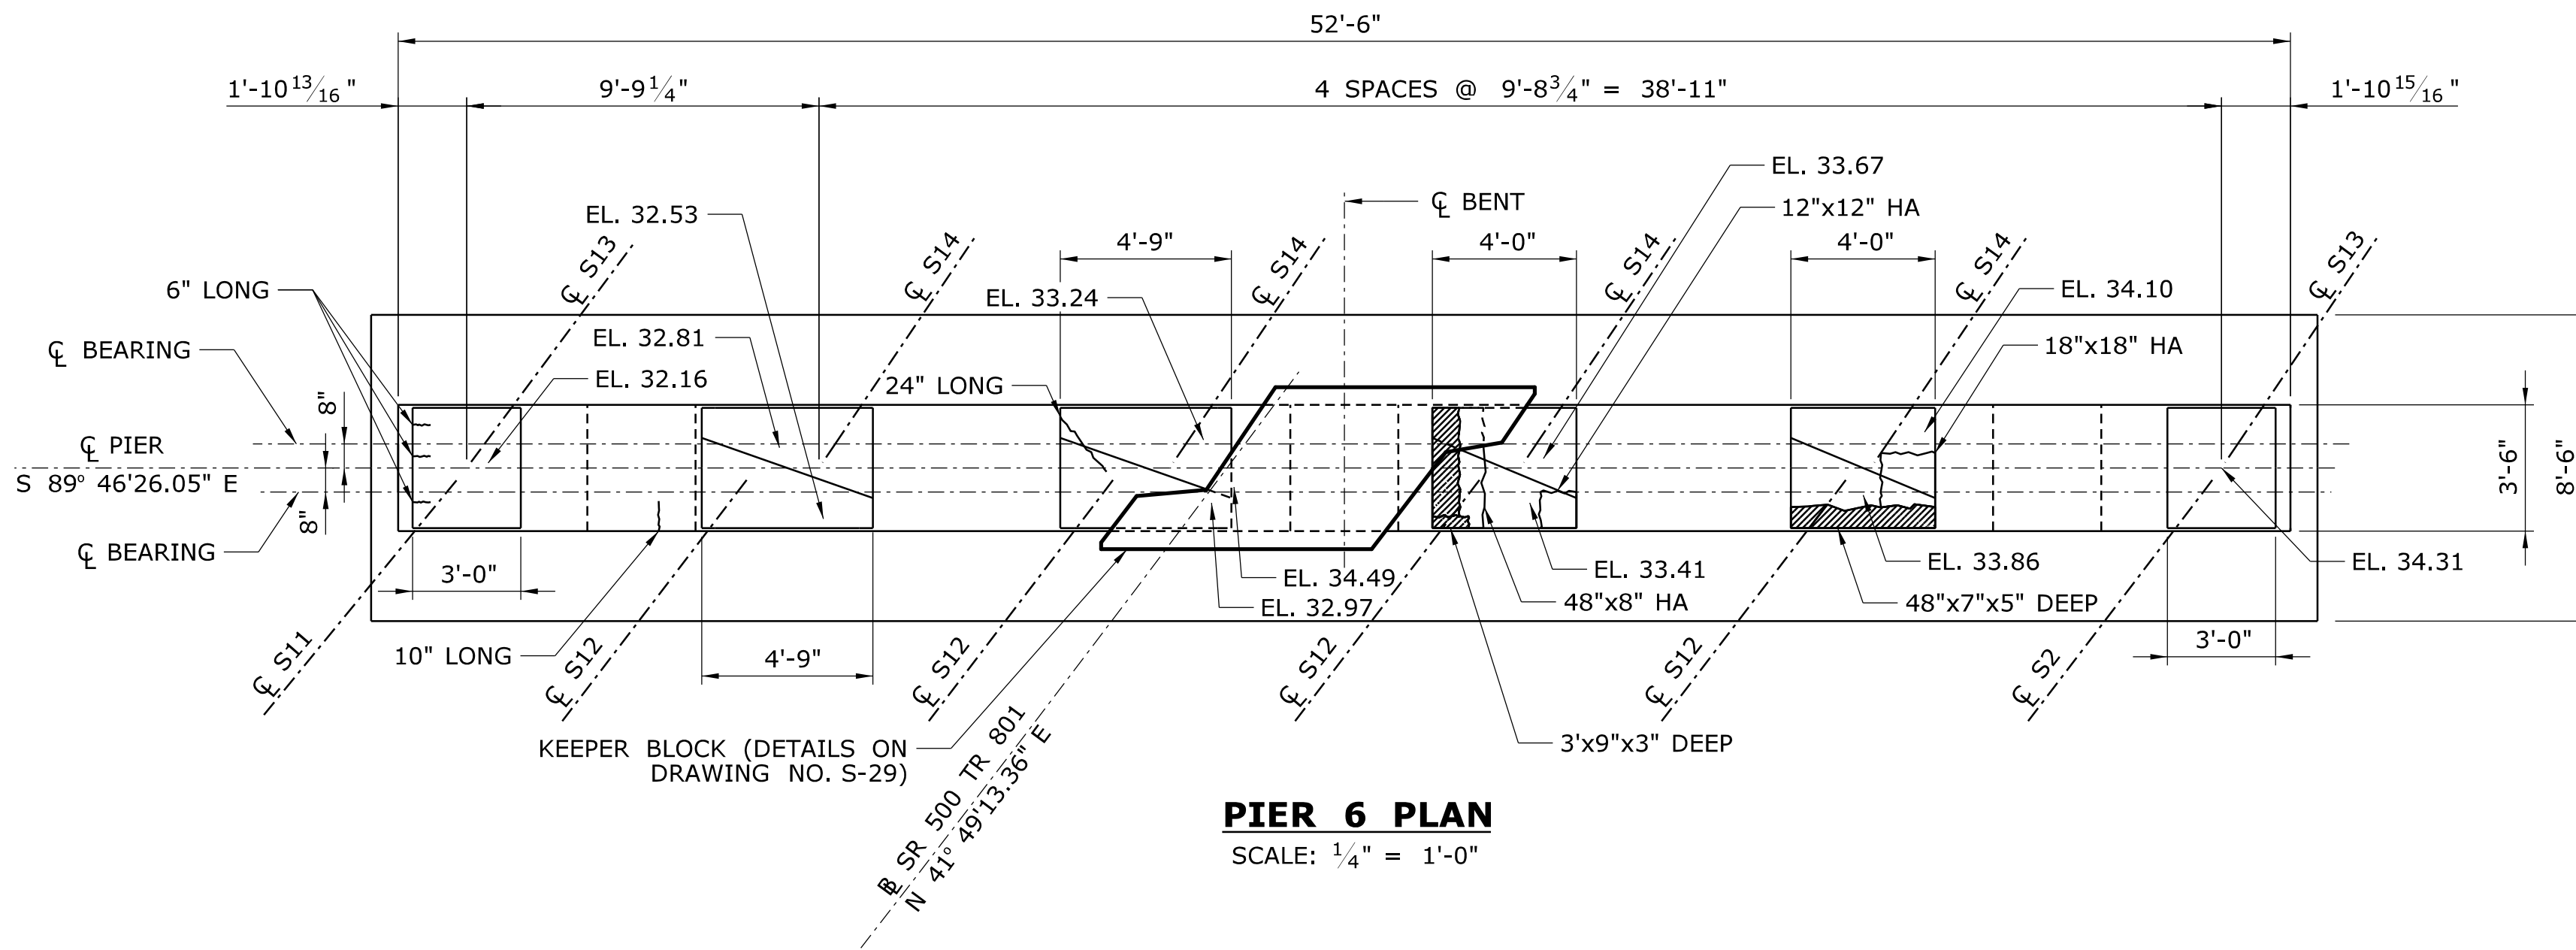 52'-6"
1'-10 13/16"
9'-9 1/4"
4 SPACES @ 9'-8 3/4" = 38'-11"
1'-10 15/16"
EL. 33.67
EL. 32.53
℄ BENT
12"x12" HA
℄ S13
℄ S14
4'-9"
℄ S14
4'-0"
℄ S14
4'-0"
℄ S14
℄ S13
6" LONG
EL. 33.24
EL. 34.10
℄ BEARING
EL. 32.81
18"x18" HA
EL. 32.16
24" LONG
8"
℄ PIER
S 89° 46'26.05" E
3'-6"
8'-6"
8"
℄ BEARING
3'-0"
EL. 34.49
EL. 33.41
EL. 33.86
EL. 34.31
EL. 32.97
48"x8" HA
48"x7"x5" DEEP
10" LONG
4'-9"
3'-0"
℄ S11
℄ S12
℄ S12
℄ S12
℄ S12
℄ S2
KEEPER BLOCK (DETAILS ON
DRAWING NO. S-29)
3'x9"x3" DEEP
BL SR 500 TR 801
N 41° 49'13.36" E
PIER 6 PLAN
SCALE: 1/4" = 1'-0"